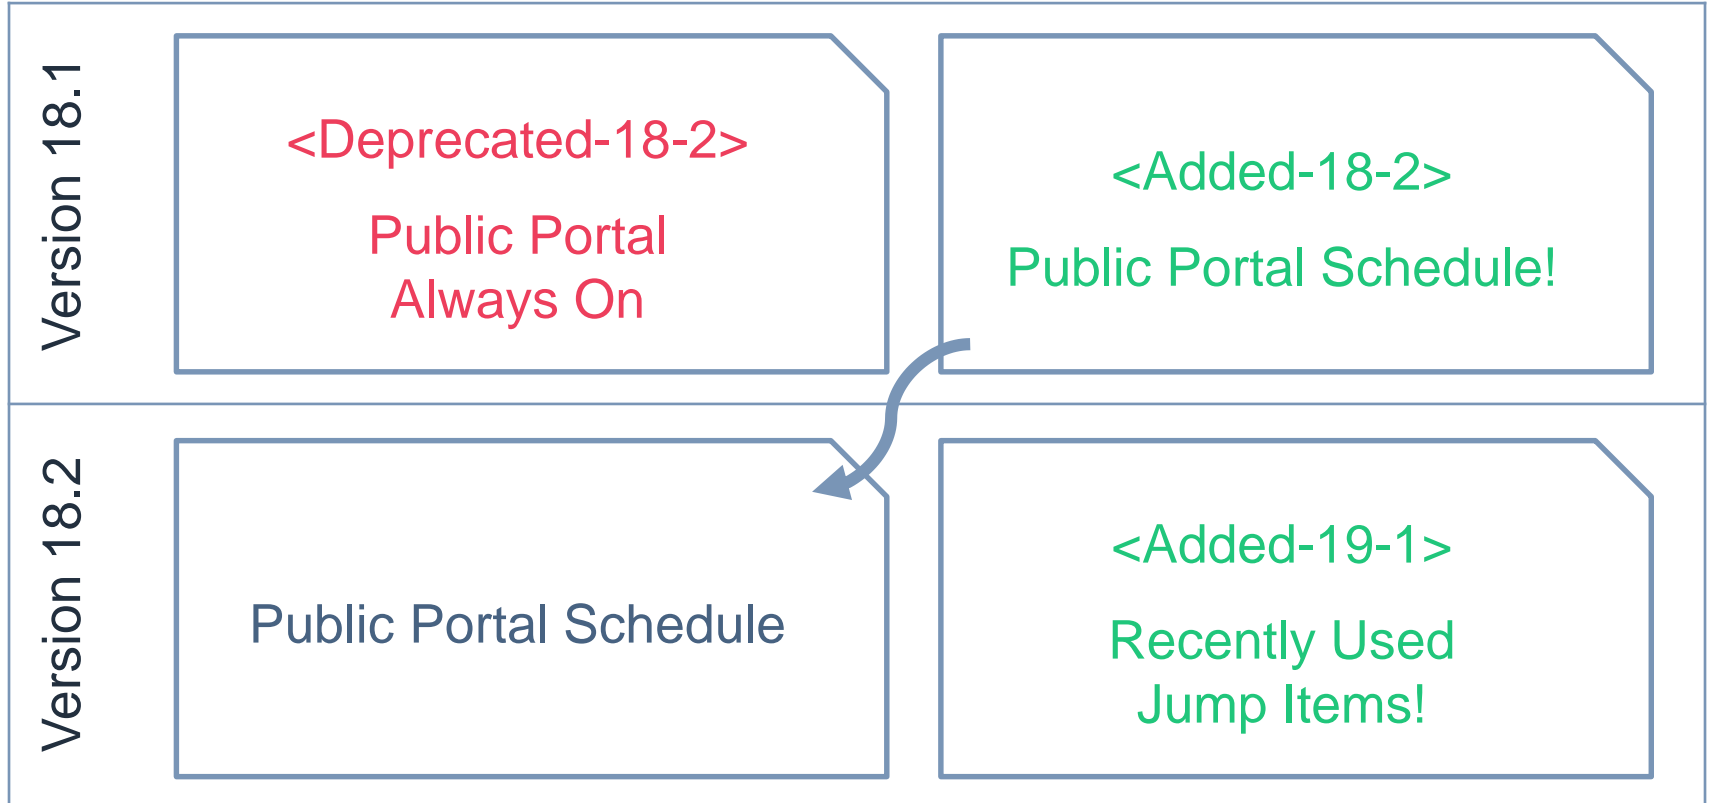 Version 18.1
<Deprecated-18-2>
Public Portal
Always On
<Added-18-2>
Public Portal Schedule!
Version 18.2
Public Portal Schedule
<Added-19-1>
Recently Used
Jump Items!